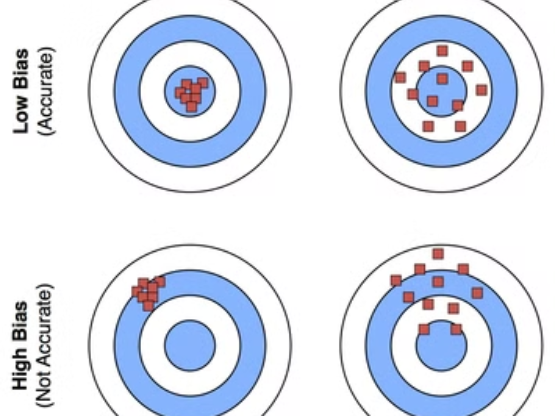 Low Bias
(Accurate)
High Bias
(Not Accurate)